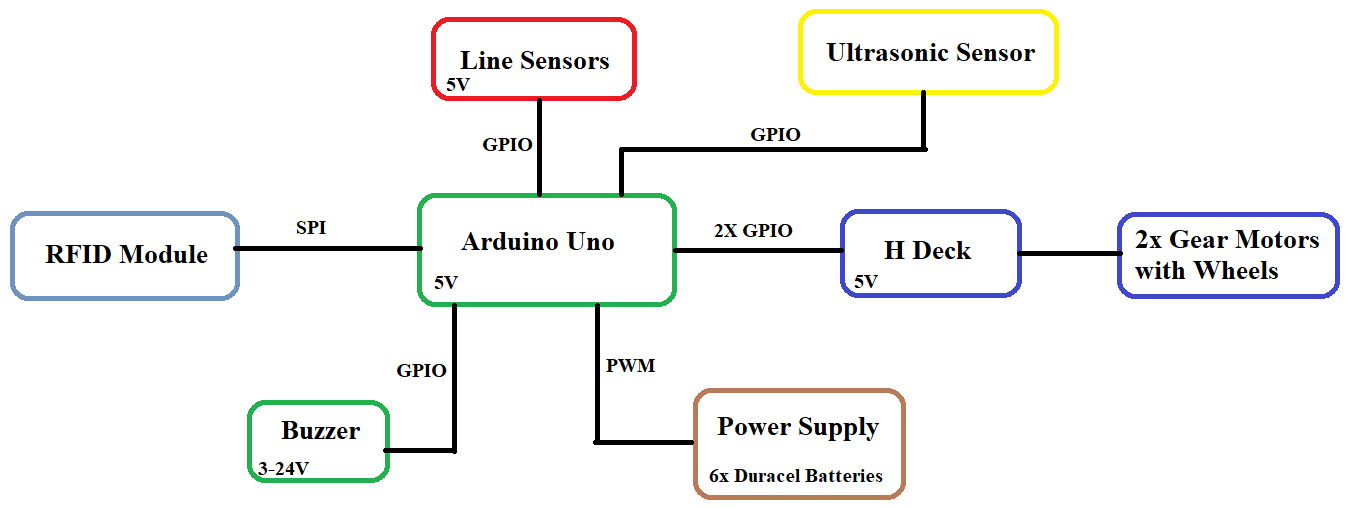 Line Sensors
5V
Ultrasonic Sensor
GPIO
GPIO
RFID Module
SPI
Arduino Uno
5V
2X GPIO
H Deck
5V
2x Gear Motors
with Wheels
GPIO
PWM
Buzzer
3-24V
Power Supply
6x Duracel Batteries